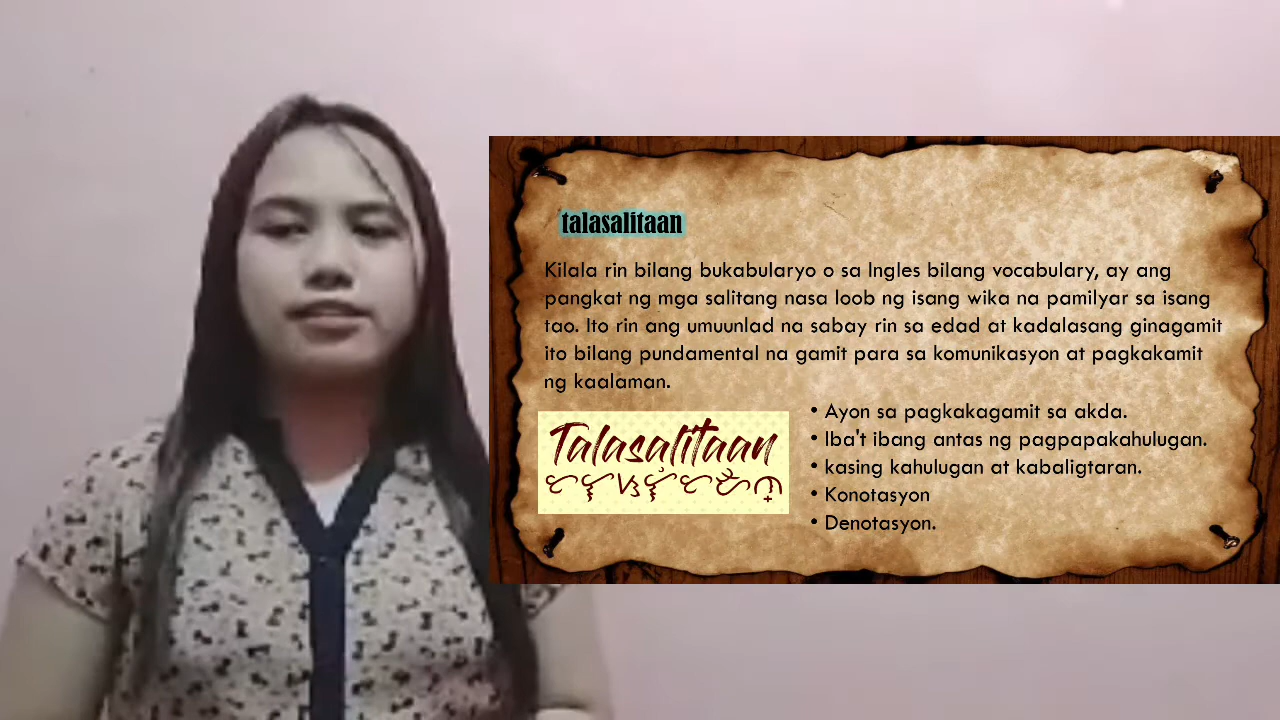 talasalitaan
Kilala rin bilang bukabularyo o sa Ingles bilang vocabulary, ay ang
pangkat ng mga salitang nasa loob ng isang wika na pamilyar sa isang
tao. Ito rin ang umuunlad na sabay rin sa edad at kadalasang ginagamit
ito bilang pundamental na gamit para sa komunikasyon at pagkakamit
ng kaalaman.
Talasalitaan
• Ayon sa pagkakagamit sa akda.
• Iba't ibang antas ng pagpapakahulugan.
• kasing kahulugan at kabaligtaran.
• Konotasyon
• Denotasyon.